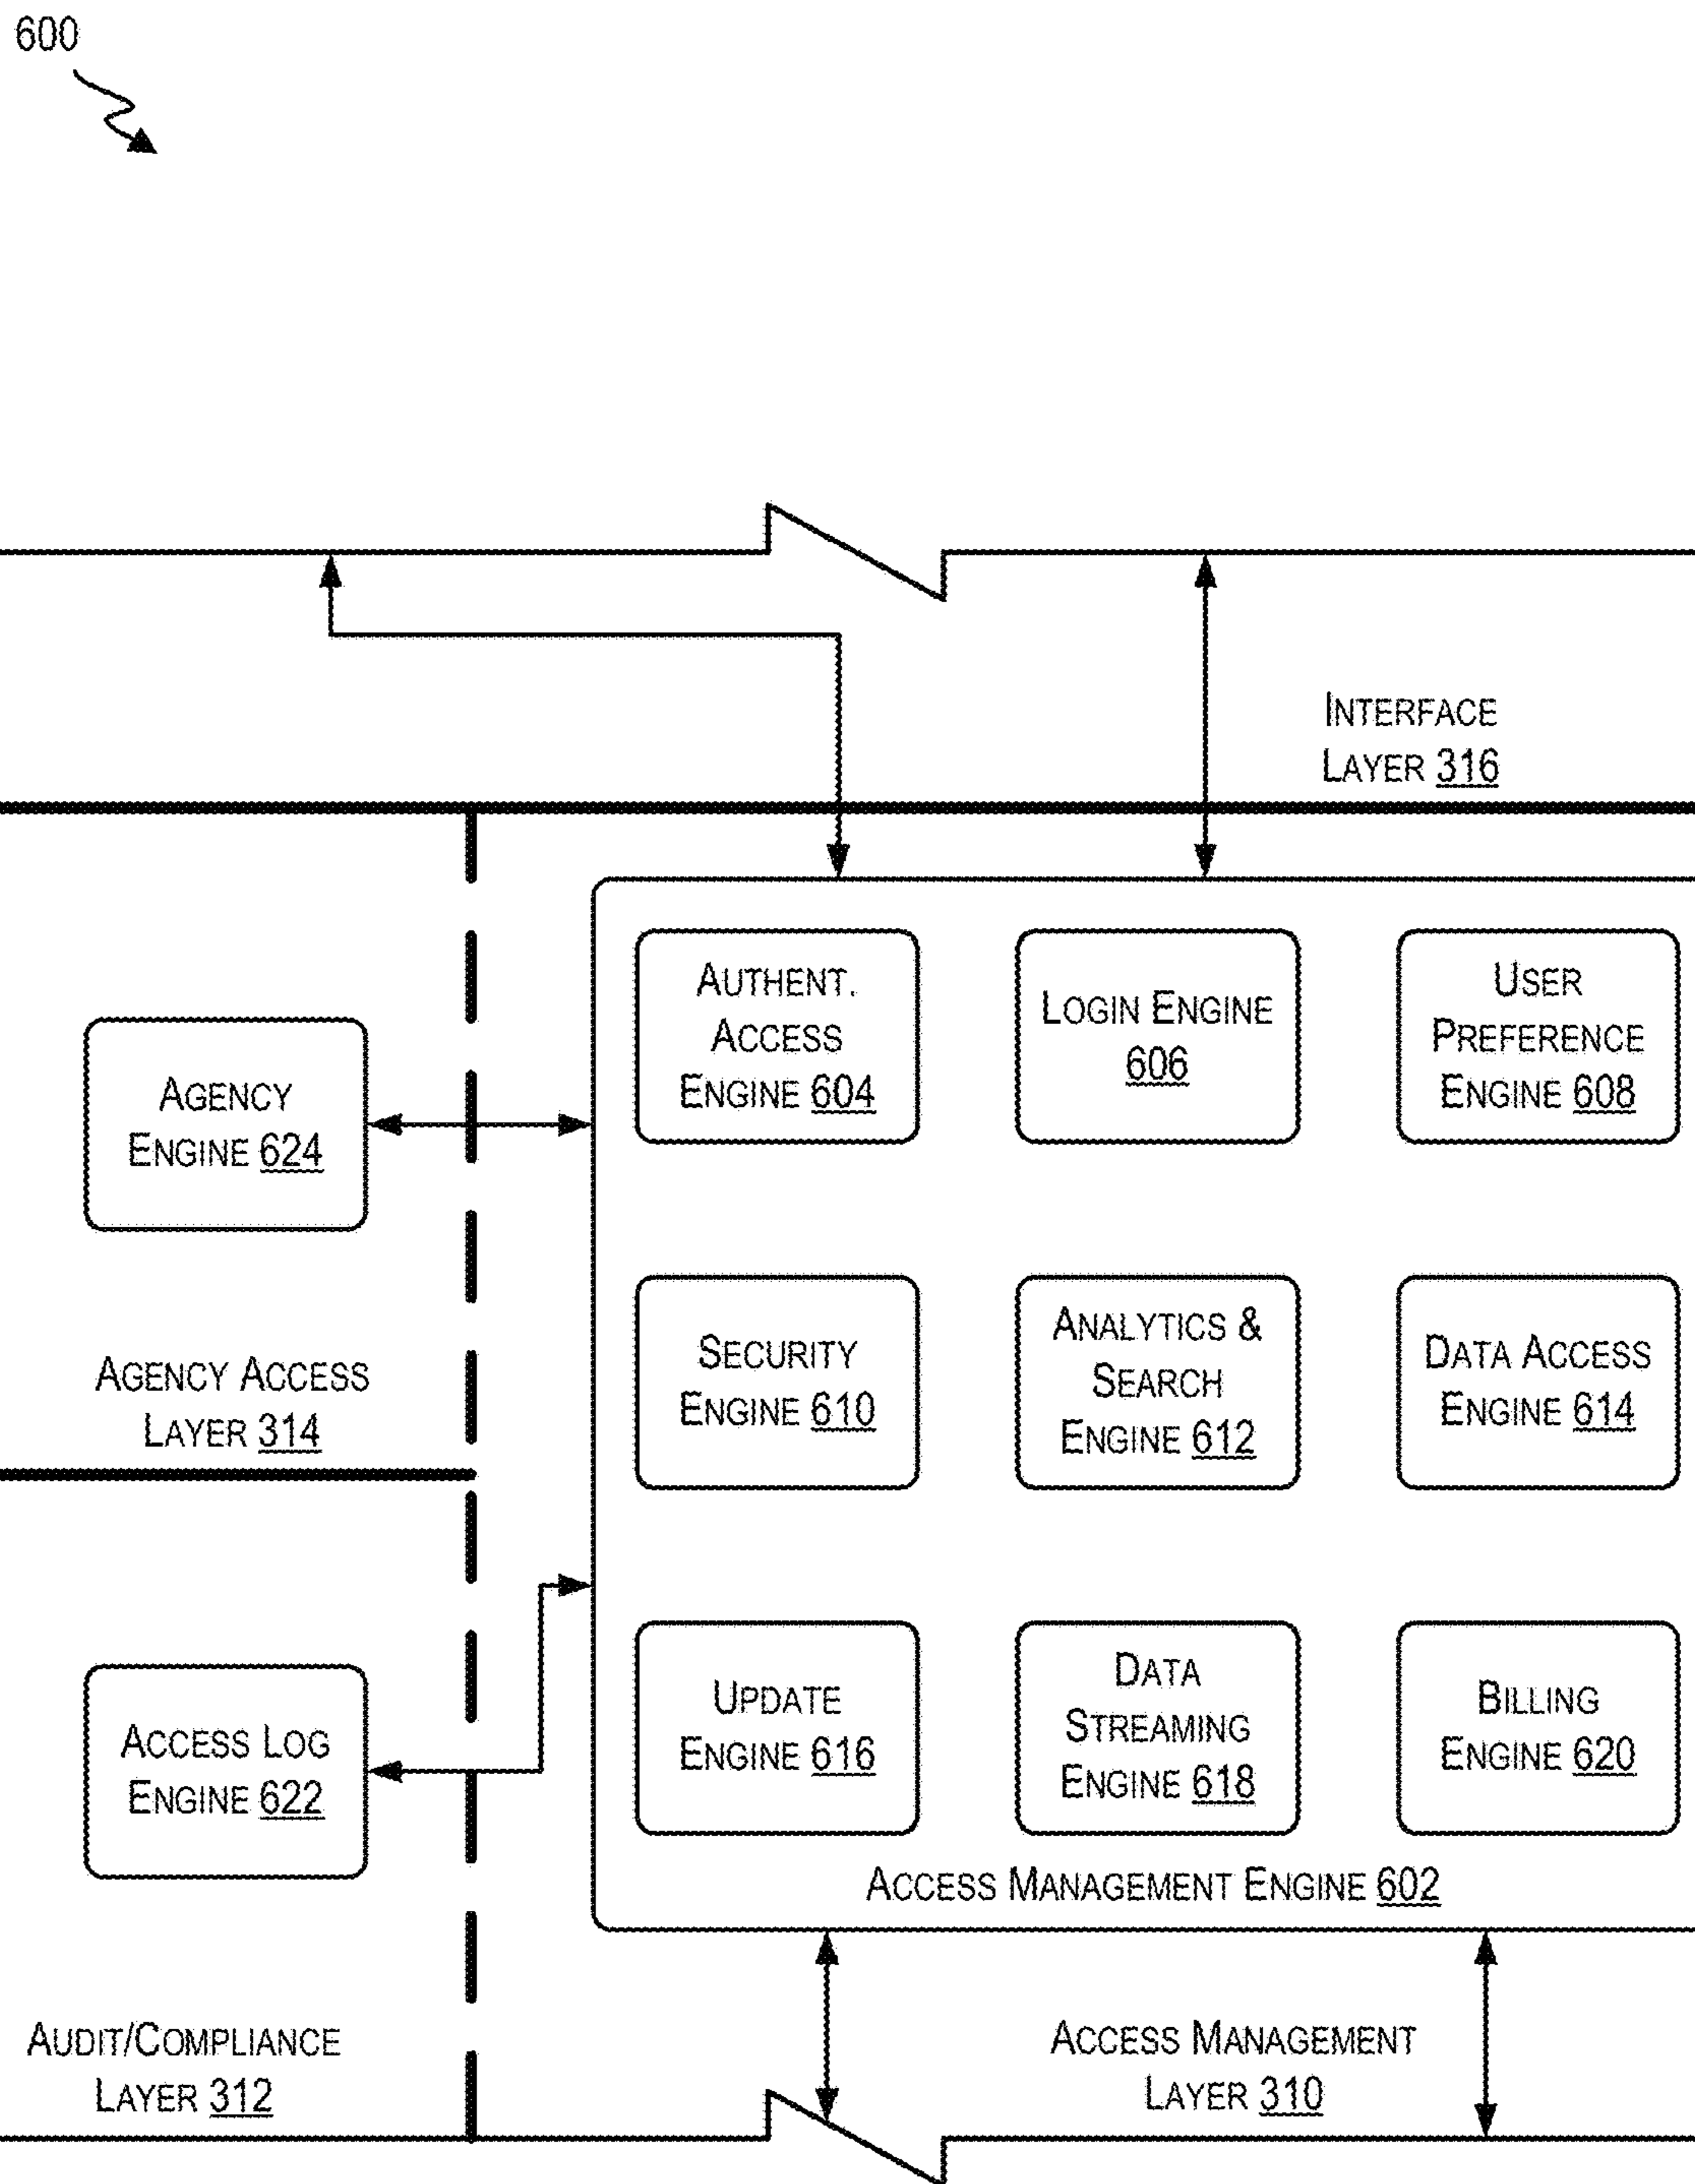 600
INTERFACE
LAYER 316
AUTHENT.
ACCESS
ENGINE 604
LOGIN ENGINE
606
USER
PREFERENCE
ENGINE 608
AGENCY
ENGINE 624
SECURITY
ENGINE 610
ANALYTICS &
SEARCH
ENGINE 612
DATA ACCESS
ENGINE 614
AGENCY ACCESS
LAYER 314
UPDATE
ENGINE 616
DATA
STREAMING
ENGINE 618
BILLING
ENGINE 620
ACCESS LOG
ENGINE 622
ACCESS MANAGEMENT ENGINE 602
AUDIT/COMPLIANCE
LAYER 312
ACCESS MANAGEMENT
LAYER 310